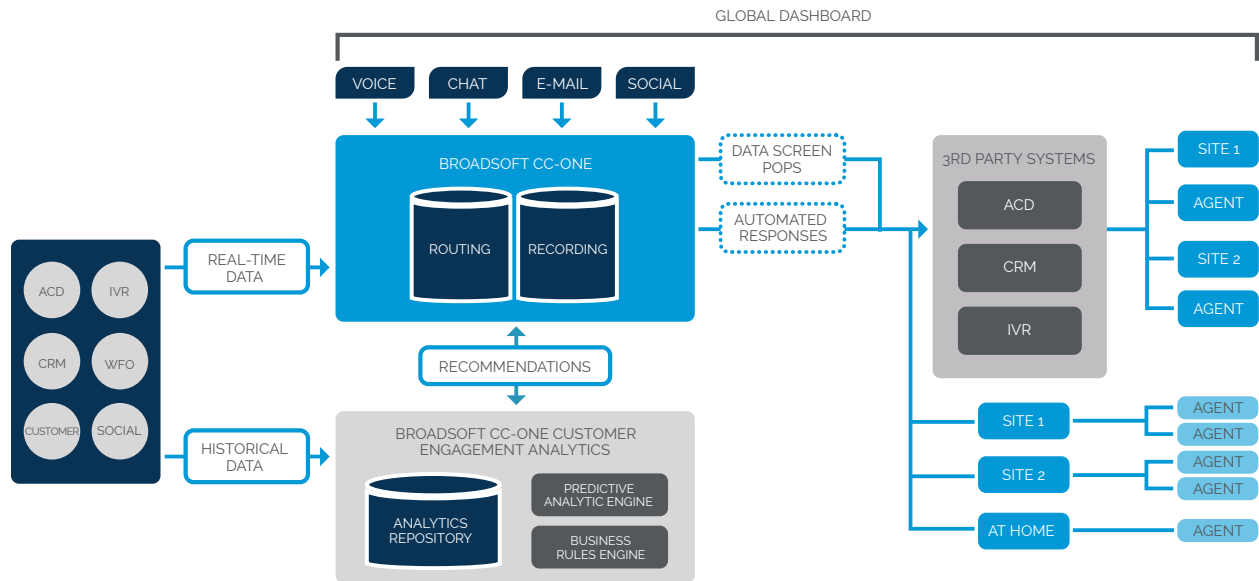 GLOBAL DASHBOARD
VOICE
CHAT
E-MAIL
SOCIAL
BROADSOFT CC-ONE
ROUTING
RECORDING
DATA SCREEN
POPS
AUTOMATED
RESPONSES
3RD PARTY SYSTEMS
ACD
CRM
IVR
SITE 1
AGENT
SITE 2
AGENT
ACD
IVR
CRM
WFO
CUSTOMER
SOCIAL
REAL-TIME
DATA
HISTORICAL
DATA
RECOMMENDATIONS
BROADSOFT CC-ONE CUSTOMER
ENGAGEMENT ANALYTICS
ANALYTICS
REPOSITORY
PREDICTIVE
ANALYTIC ENGINE
BUSINESS
RULES ENGINE
SITE 1
AGENT
AGENT
SITE 2
AGENT
AGENT
AT HOME
AGENT